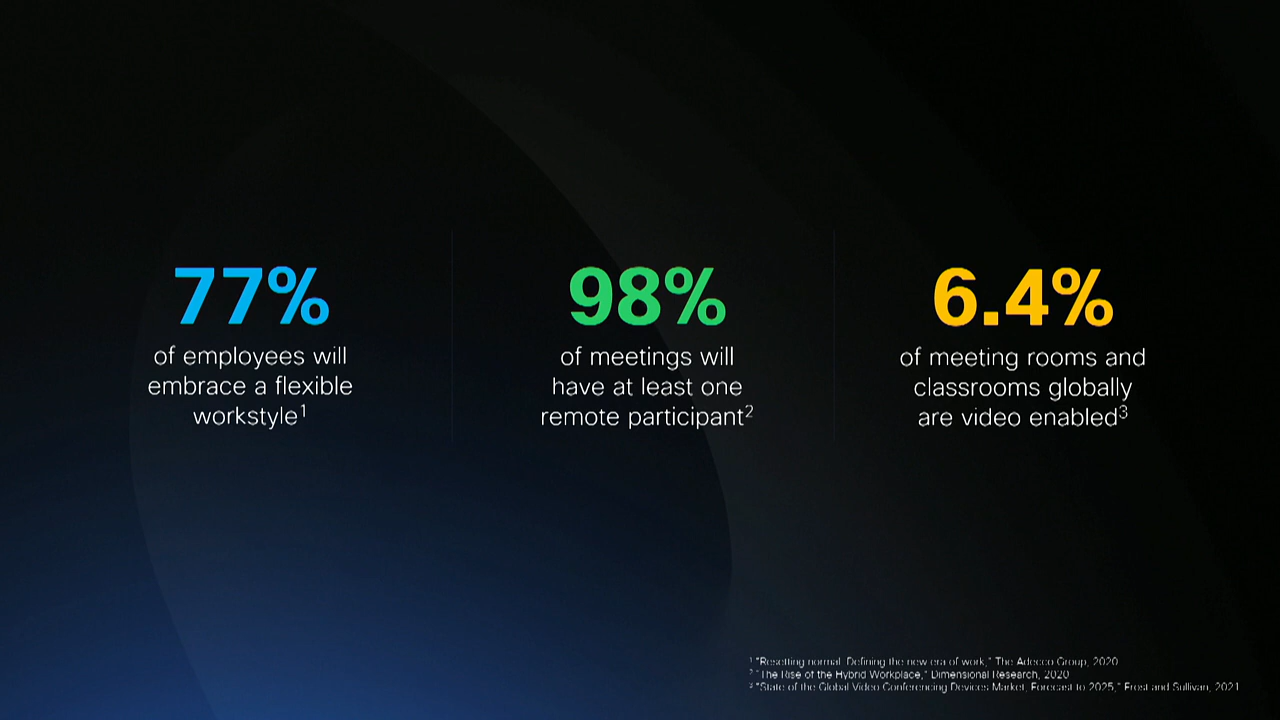 77%
of employees will
embrace a flexible
workstyle¹
98%
of meetings will
have at least one
remote participant²
6.4%
of meeting rooms and
classrooms globally
are video enabled³
¹ "Resetting normal: Defining the new era of work," The Adecco Group, 2020
² "The Rise of the Hybrid Workplace," Dimensional Research, 2020
³ "State of the Global Video Conferencing Devices Market, Forecast to 2025," Frost and Sullivan, 2021